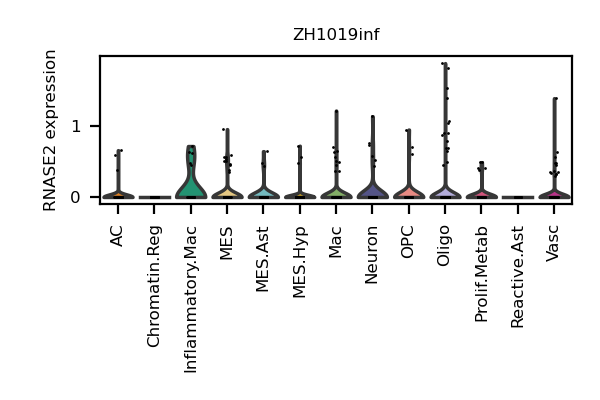 ZH1019inf
RNASE2 expression
1
0
AC
Chromatin.Reg
Inflammatory.Mac
MES
MES.Ast
MES.Hyp
Mac
Neuron
OPC
Oligo
Prolif.Metab
Reactive.Ast
Vasc